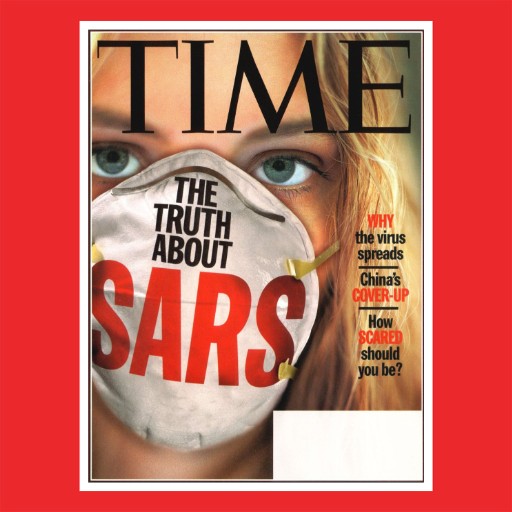 TIME
THE
TRUTH
ABOUT
SARS
WHY
the virus
spreads
China's
COVER-UP
How
SCARED
should
you be?